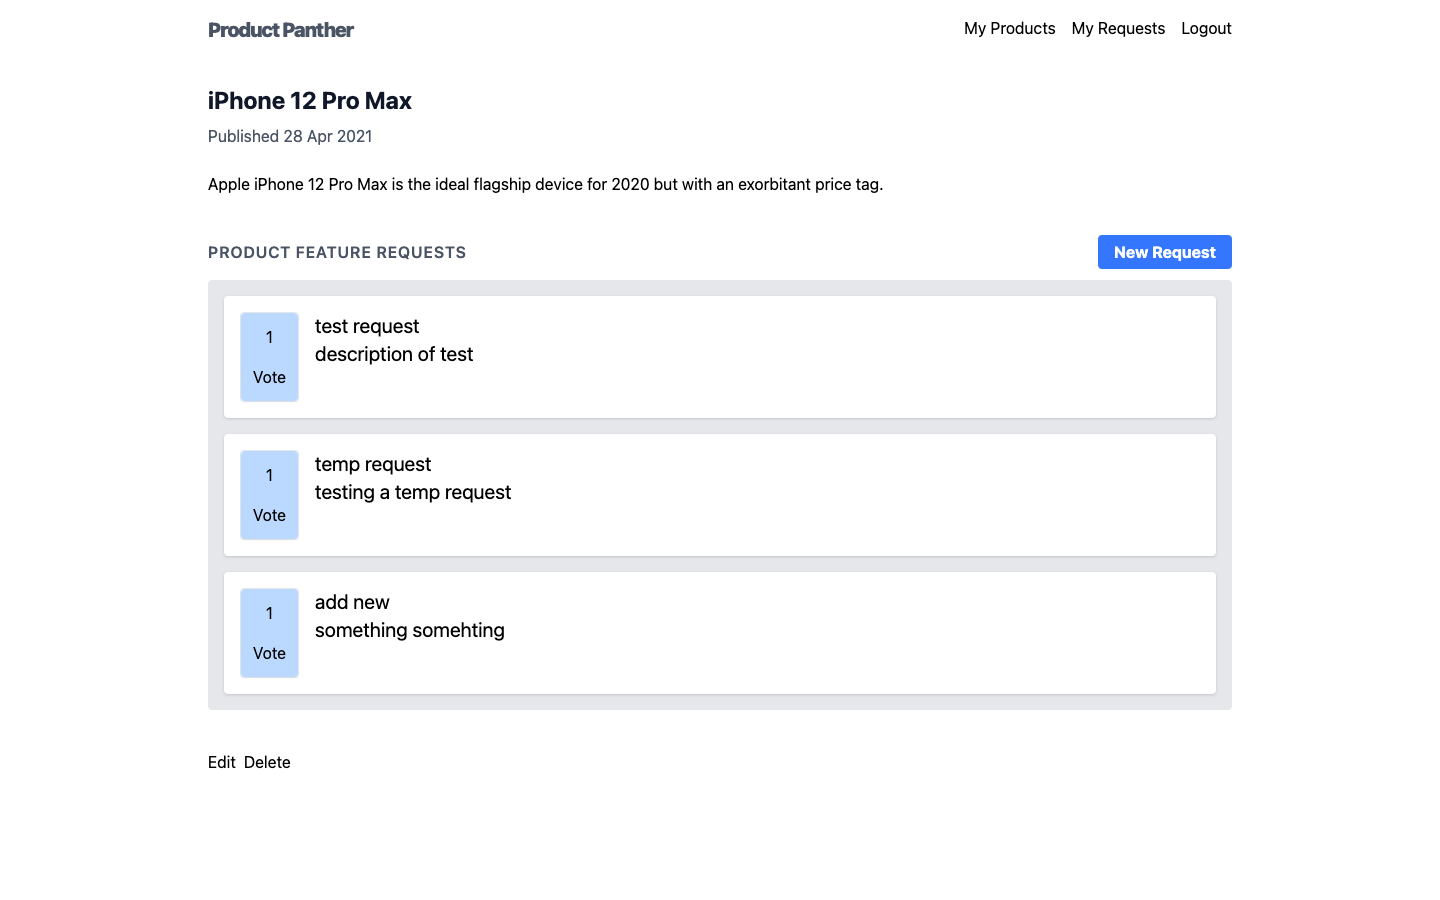 Product Panther
My Products My Requests Logout
iPhone 12 Pro Max
Published 28 Apr 2021
Apple iPhone 12 Pro Max is the ideal flagship device for 2020 but with an exorbitant price tag.
PRODUCT FEATURE REQUESTS
New Request
1
Vote
test request
description of test
1
Vote
temp request
testing a temp request
1
Vote
add new
something somehting
Edit Delete